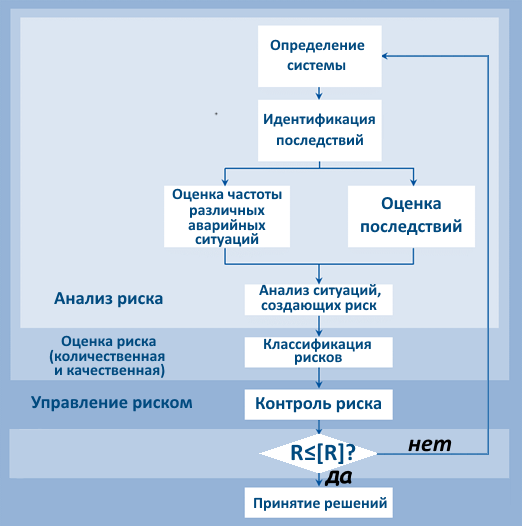 Определение
системы
Идентификация
последствий
Оценка частоты
различных
аварийных
ситуаций
Оценка
последствий
Анализ ситуаций,
создающих риск
Анализ риска
Классификация
рисков
Оценка риска
(количественная
и качественная)
Управление риском
Контроль риска
R≤[R]?
нет
да
Принятие решений